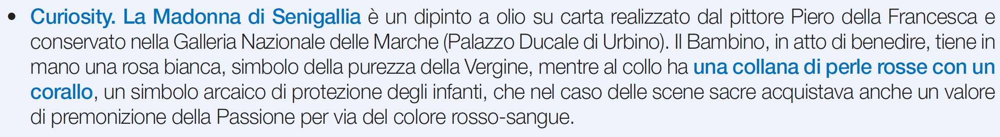 • Curiosity. La Madonna di Senigallia è un dipinto a olio su carta realizzato dal pittore Piero della Francesca e
conservato nella Galleria Nazionale delle Marche (Palazzo Ducale di Urbino). Il Bambino, in atto di benedire, tiene in
mano una rosa bianca, simbolo della purezza della Vergine, mentre al collo ha una collana di perle rosse con un
corallo, un simbolo arcaico di protezione degli infanti, che nel caso delle scene sacre acquistava anche un valore
di premonizione della Passione per via del colore rosso-sangue.